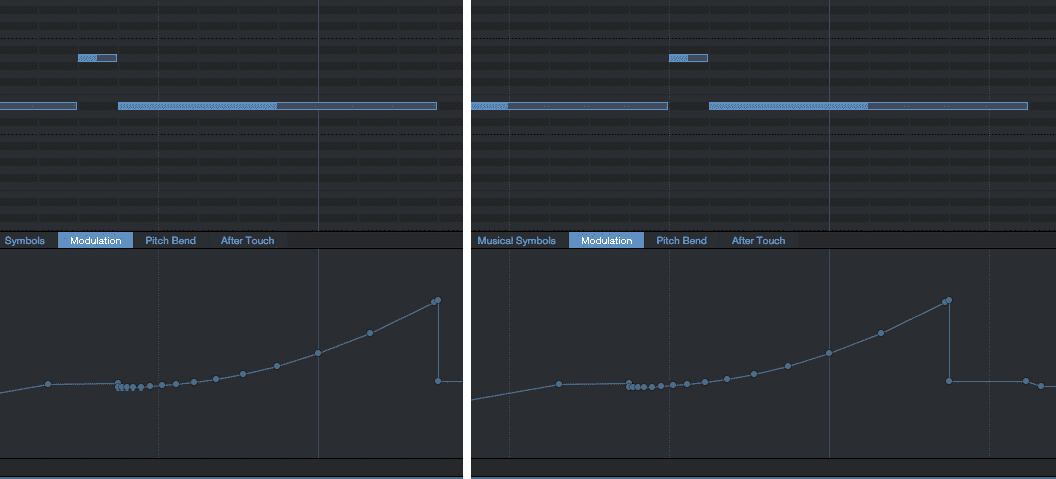 Symbols Modulation Pitch Bend After Touch
Musical Symbols Modulation Pitch Bend After Touch